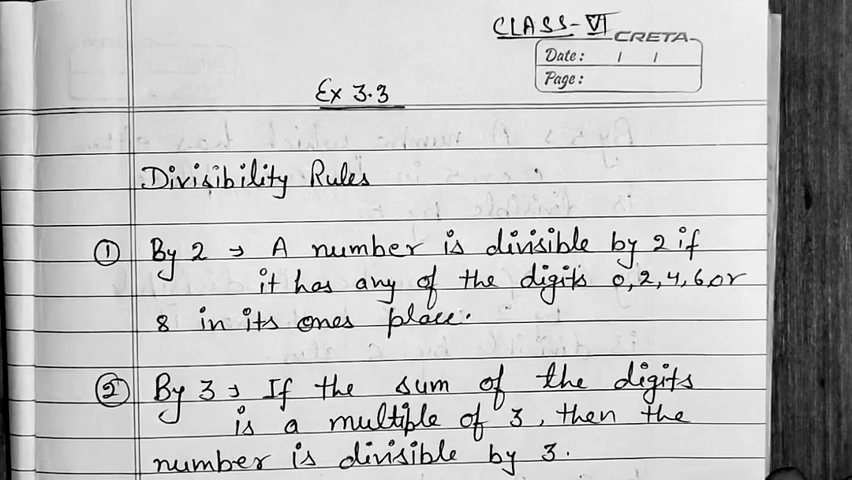 CLASS-VI
CRETA
Date: / /
Page:
Ex 3.3
Divisibility Rules
① By 2 → A number is divisible by 2 if
it has any of the digits 0, 2, 4, 6, or
8 in its ones place.
② By 3 → If the sum of the digits
is a multiple of 3, then the
number is divisible by 3.